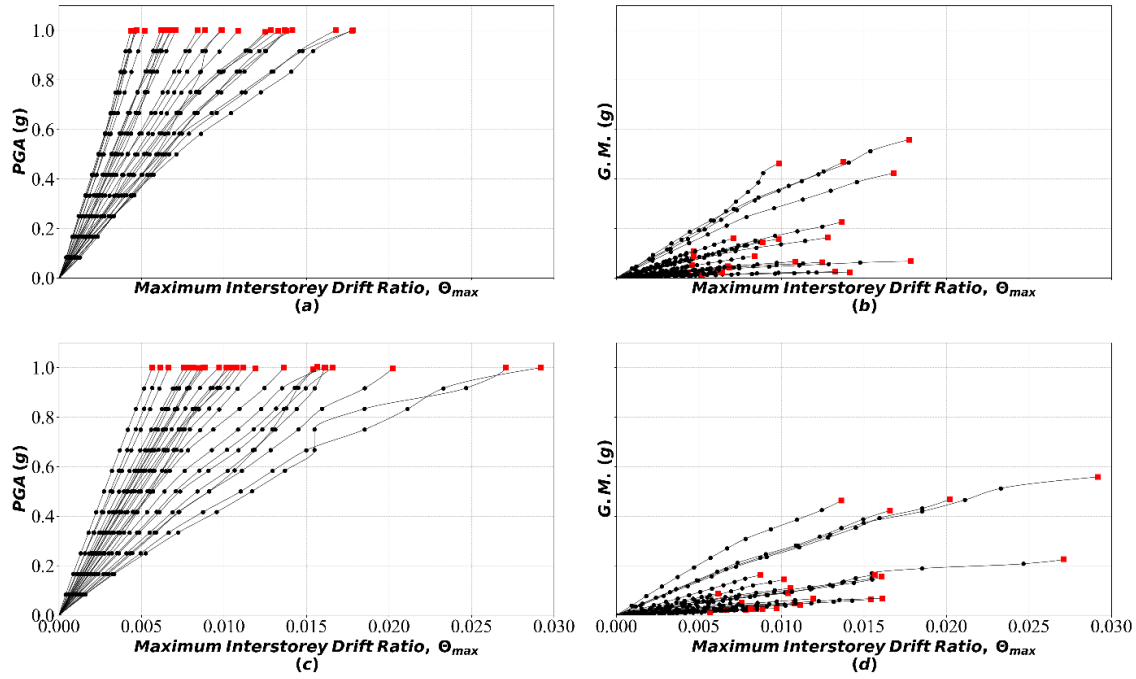 1.0
0.8
0.6
0.4
0.2
0.0
PGA (g)
Maximum Interstorey Drift Ratio, Θmax
(a)
G. M. (g)
Maximum Interstorey Drift Ratio, Θmax
(b)
1.0
0.8
0.6
0.4
0.2
0.0
PGA (g)
0.000 0.005 0.010 0.015 0.020 0.025 0.030
Maximum Interstorey Drift Ratio, Θmax
(c)
G. M. (g)
0.005 0.010 0.015 0.020 0.025 0.030
Maximum Interstorey Drift Ratio, Θmax
(d)